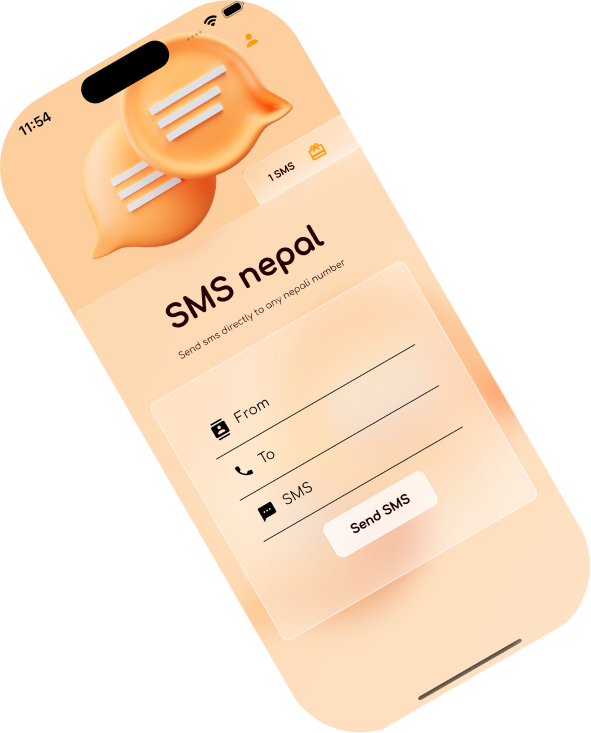 11:54
1 SMS
SMS nepal
Send sms directly to any nepali number
From
To
SMS
Send SMS